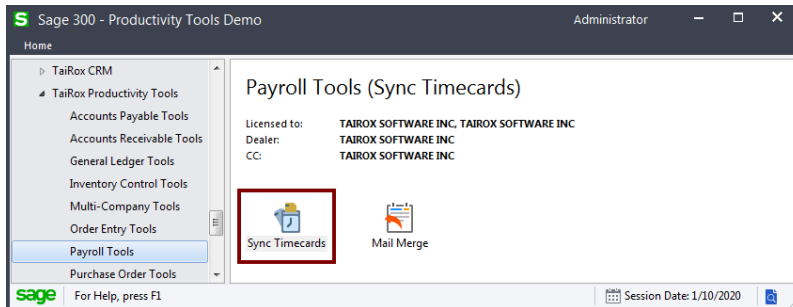 S Sage 300 - Productivity Tools Demo
Administrator
Home
TaiRox CRM
TaiRox Productivity Tools
Accounts Payable Tools
Accounts Receivable Tools
General Ledger Tools
Inventory Control Tools
Multi-Company Tools
Order Entry Tools
Payroll Tools
Purchase Order Tools
Payroll Tools (Sync Timecards)
Licensed to: TAIROX SOFTWARE INC, TAIROX SOFTWARE INC
Dealer: TAIROX SOFTWARE INC
CC: TAIROX SOFTWARE INC
Sync Timecards
Mail Merge
sage For Help, press F1
Session Date: 1/10/2020